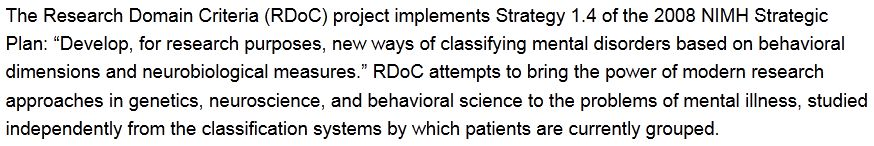 The Research Domain Criteria (RDoC) project implements Strategy 1.4 of the 2008 NIMH Strategic
Plan: “Develop, for research purposes, new ways of classifying mental disorders based on behavioral
dimensions and neurobiological measures.” RDoC attempts to bring the power of modern research
approaches in genetics, neuroscience, and behavioral science to the problems of mental illness, studied
independently from the classification systems by which patients are currently grouped.